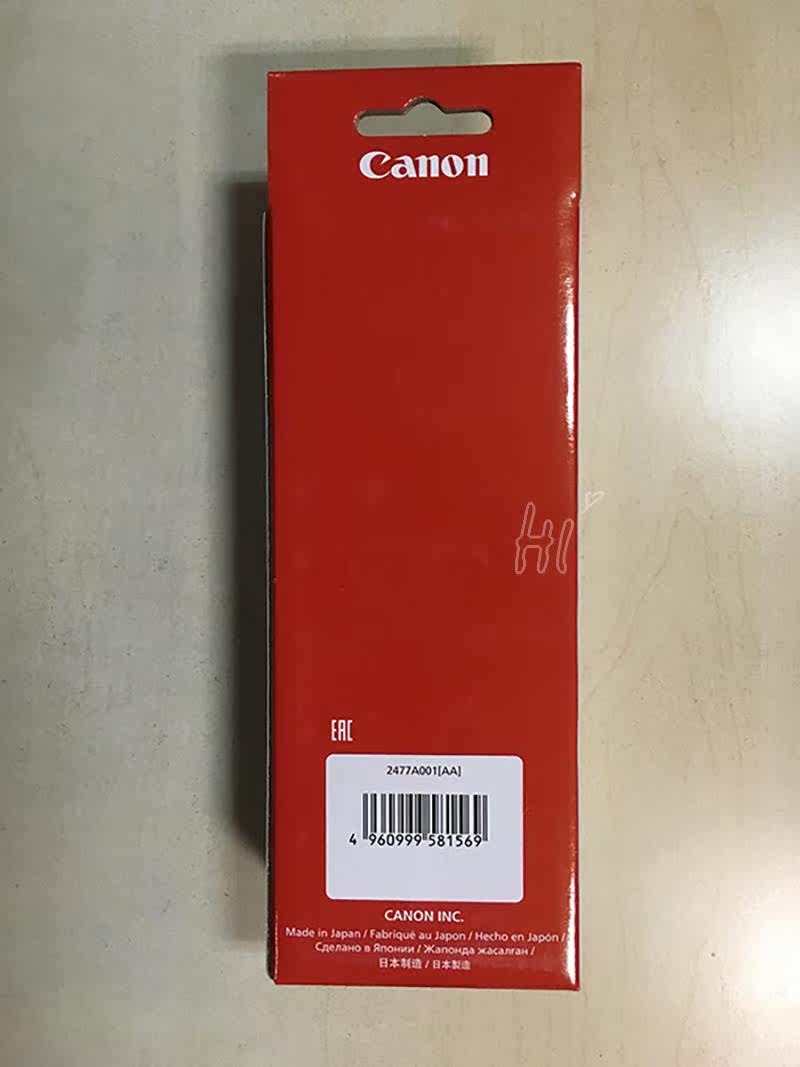 Canon
HI
EAC
2477A001[AA]
4 960999 581569
CANON INC.
Made in Japan / Fabriqué au Japon / Hecho en Japón /
Сделано в Японии / Жапонда жасалған /
日本制造 / 日本製造